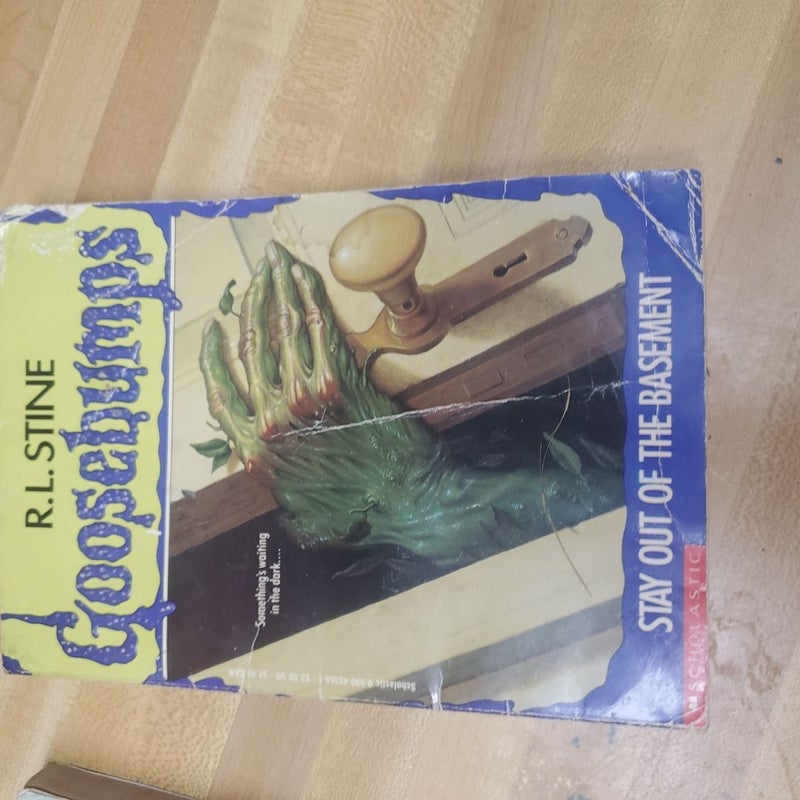 R.L. STINE
Goosebumps
Something's waiting
in the dark....
STAY OUT OF THE BASEMENT
SCHOLASTIC